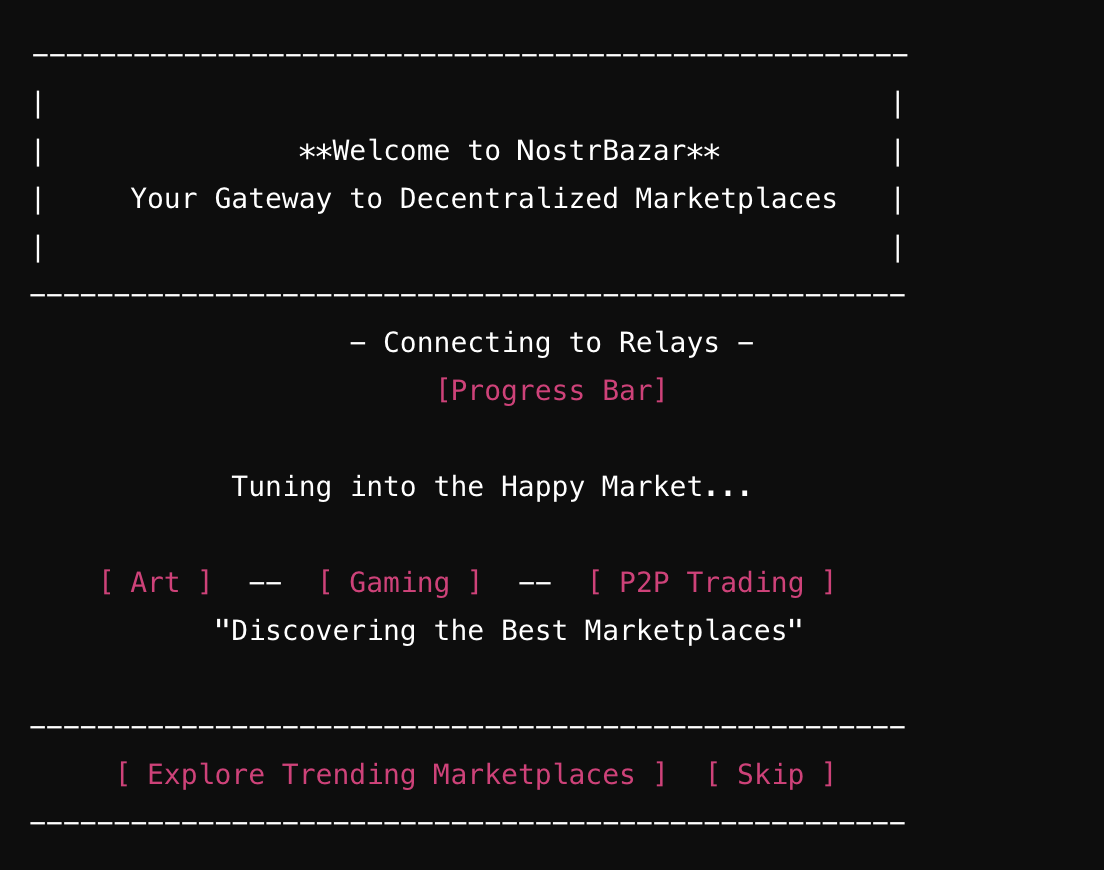 ----------------------------------------------------
|                                                   |
|               **Welcome to NostrBazar**           |
|     Your Gateway to Decentralized Marketplaces    |
|                                                   |
----------------------------------------------------
- Connecting to Relays -
[Progress Bar]
Tuning into the Happy Market...
[ Art ]  --  [ Gaming ]  --  [ P2P Trading ]
"Discovering the Best Marketplaces"
----------------------------------------------------
[ Explore Trending Marketplaces ]  [ Skip ]
----------------------------------------------------